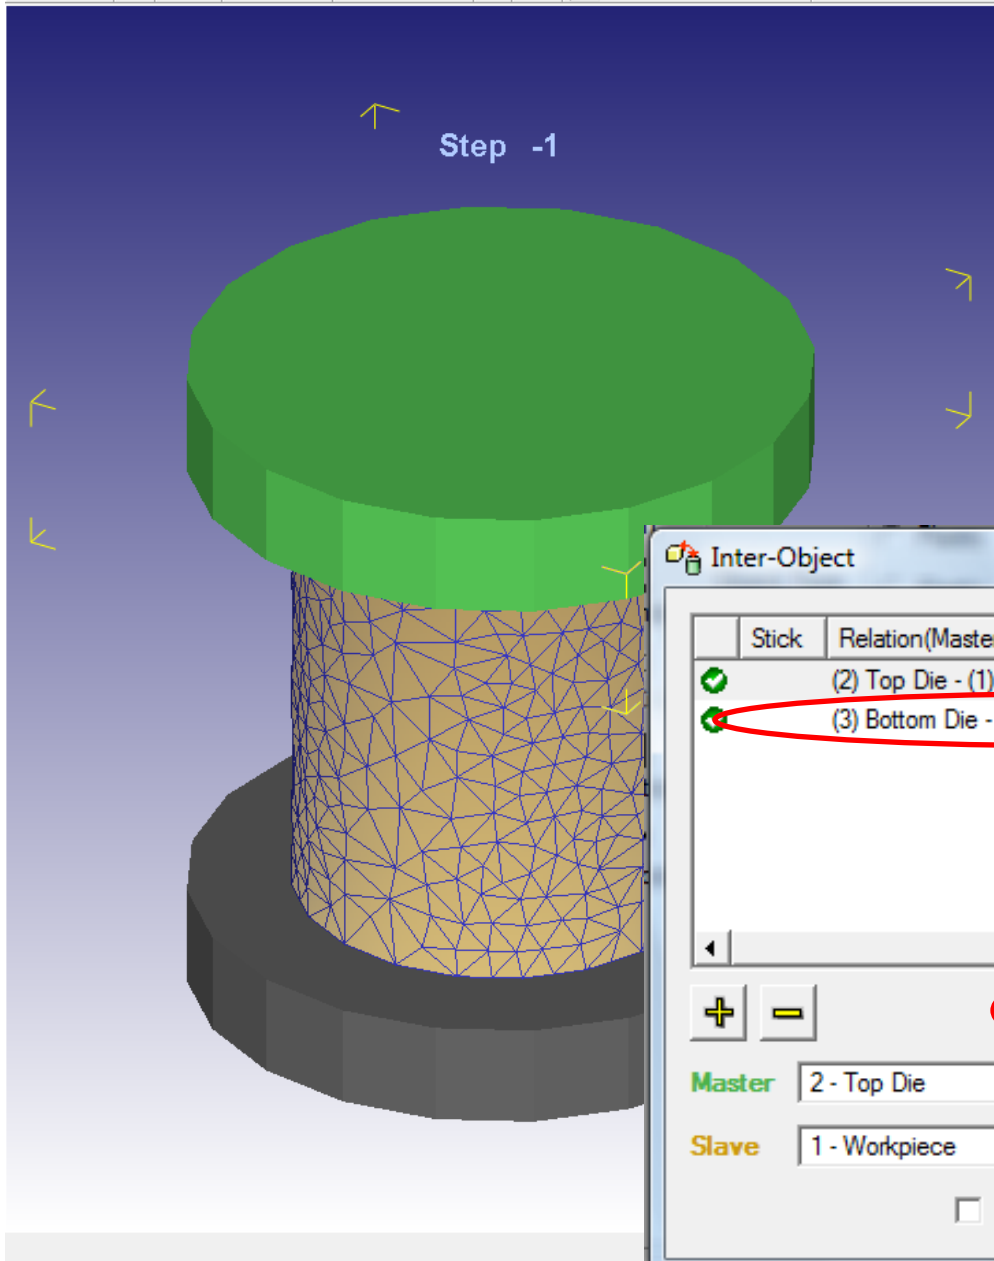 Step -1
Inter-Object
Stick Relation(Master
(2) Top Die - (1)
(3) Bottom Die -
Master 2 - Top Die
Slave 1 - Workpiece